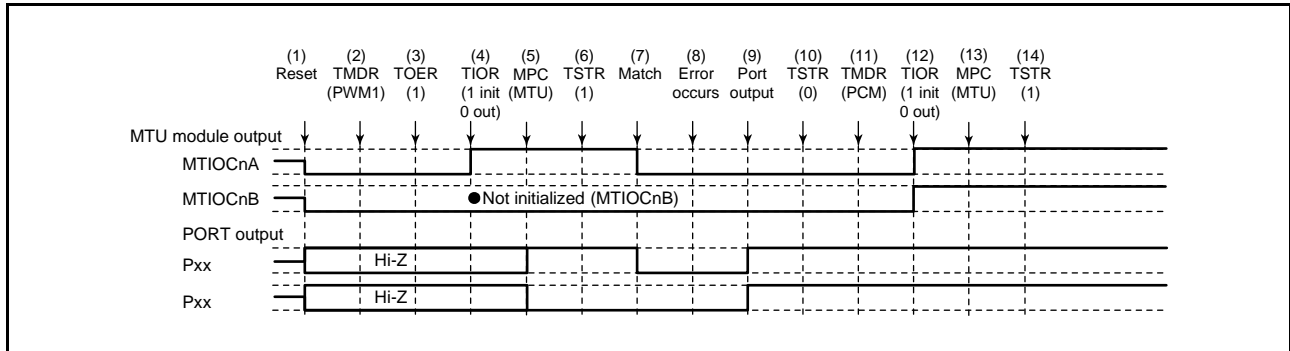 (1) (2) (3) (4) (5) (6) (7) (8) (9) (10) (11) (12) (13) (14)
Reset TMDR TOER TIOR MPC TSTR Match Error Port TSTR TMDR TIOR MPC TSTR
(PWM1) (1) (1 init (MTU) (1) occurs output (0) (PCM) (1 init (MTU) (1)
0 out) 0 out)
MTU module output
MTIOCnA
MTIOCnB ●Not initialized (MTIOCnB)
PORT output
Pxx Hi-Z
Pxx Hi-Z